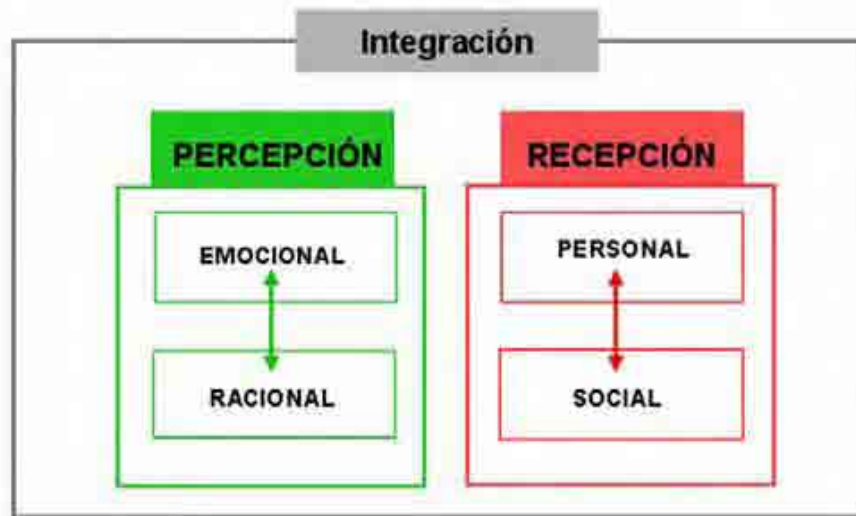 Integración
PERCEPCIÓN
EMOCIONAL
RACIONAL
RECEPCIÓN
PERSONAL
SOCIAL